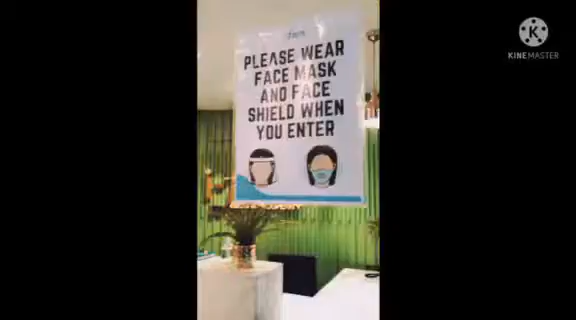 PLEASE WEAR
FACE MASK
AND FACE
SHIELD WHEN
YOU ENTER
KINEMASTER